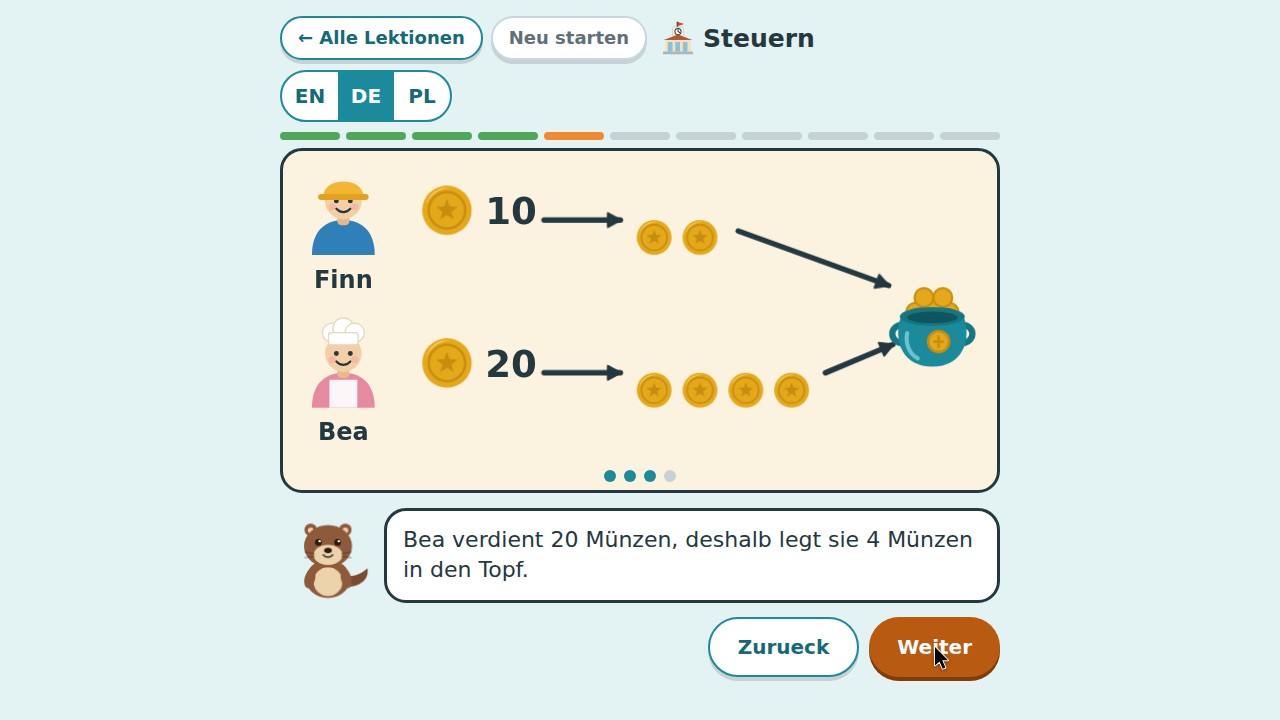 ← Alle Lektionen
Neu starten
Steuern
EN DE PL
10
Finn
20
Bea
Bea verdient 20 Münzen, deshalb legt sie 4 Münzen
in den Topf.
Zurueck
Weiter